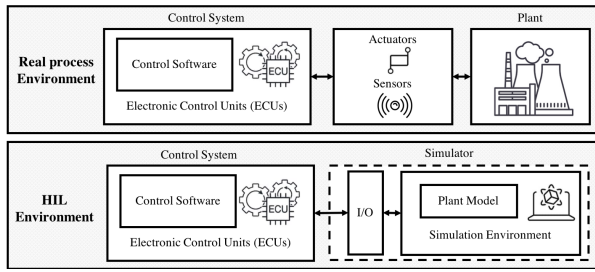 Control System
Plant
Real process
Environment
Control Software
ECU
Electronic Control Units (ECUs)
Actuators
Sensors
Control System
Simulator
HIL
Environment
Control Software
ECU
Electronic Control Units (ECUs)
I/O
Plant Model
Simulation Environment